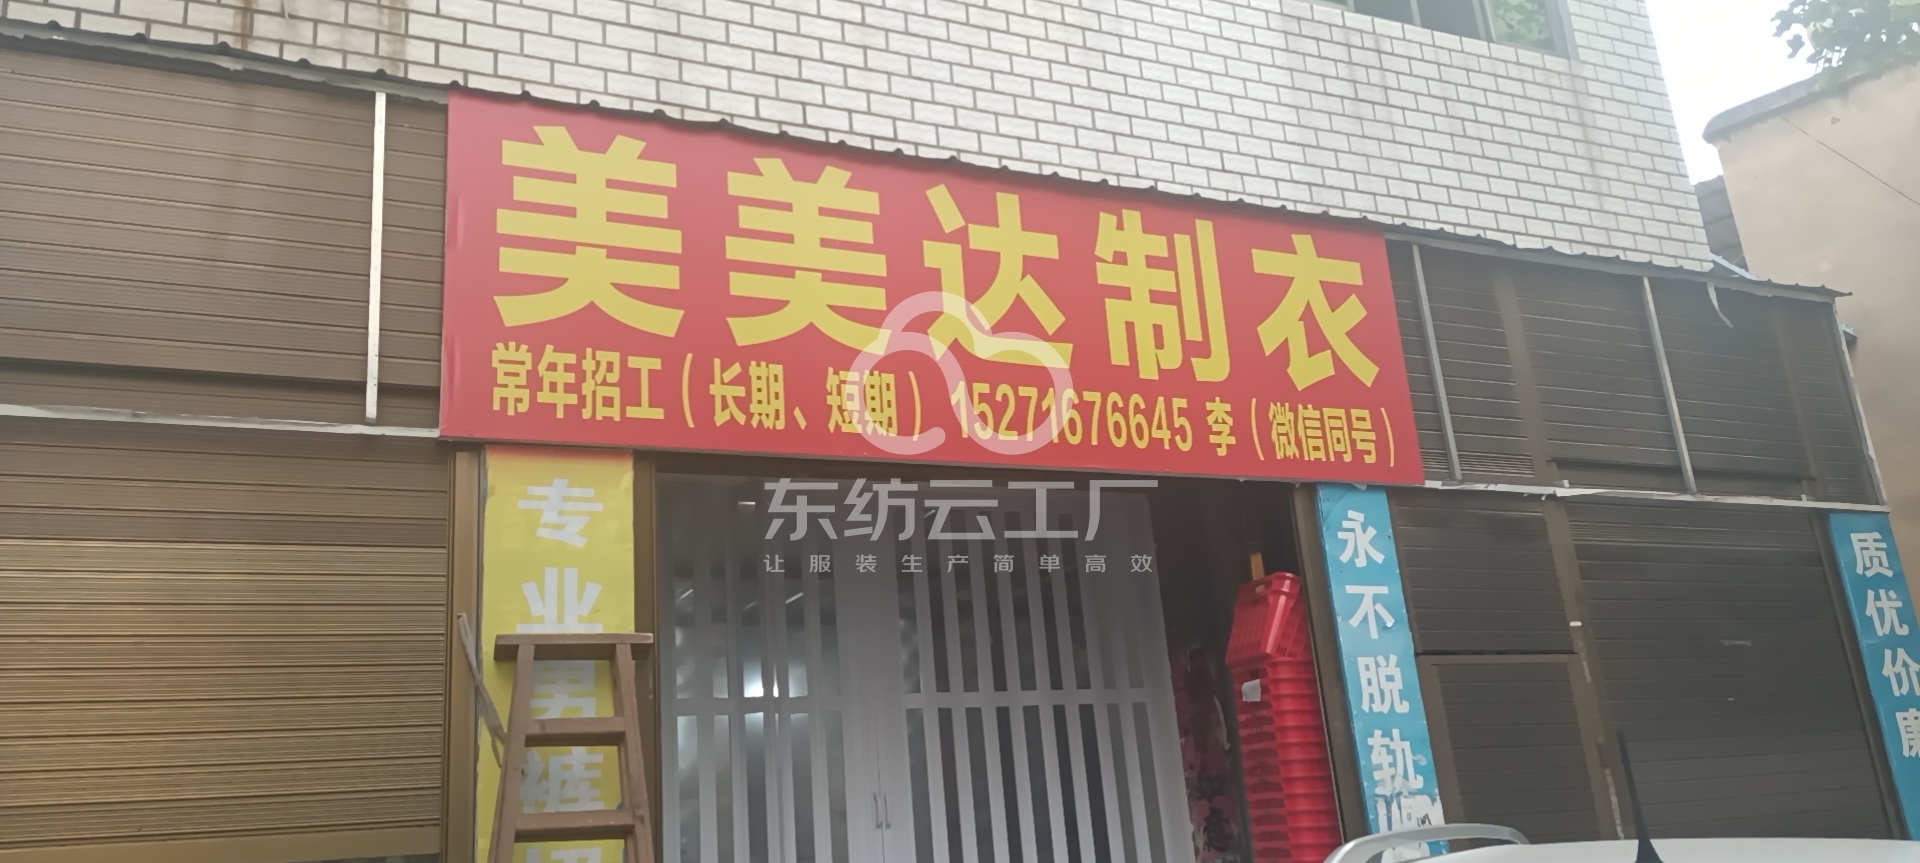 美美达制衣
常年招工（长期、短期）15271676645 李（微信同号）
专业男裤
永不脱轨
质优价廉
东纺云工厂
让服装生产简单高效